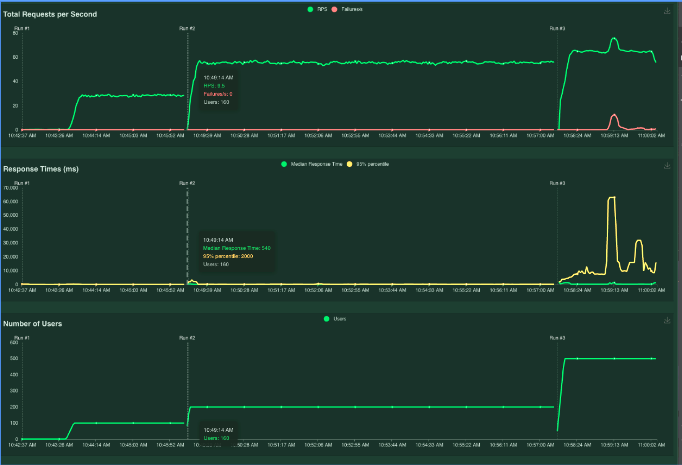 Total Requests per Second
RPS Failures/s
Run #1 Run #2 Run #3
80
60
40
20
0
10:49:14 AM
Failures/s: 0
Users: 160
10:42:37 AM 10:43:26 AM 10:44:14 AM 10:45:03 AM 10:45:52 AM 10:49:39 AM 10:50:28 AM 10:51:17 AM 10:52:06 AM 10:52:55 AM 10:53:44 AM 10:54:33 AM 10:55:22 AM 10:56:11 AM 10:57:00 AM 10:58:24 AM 10:59:13 AM 11:00:02 AM
Response Times (ms)
Median Response Time 95% percentile
Run #1 Run #2 Run #3
70,000
60,000
50,000
40,000
30,000
20,000
10,000
0
10:49:14 AM
Median Response Time: 540
95% percentile: 2000
Users: 160
10:42:37 AM 10:43:26 AM 10:44:14 AM 10:45:03 AM 10:45:52 AM 10:49:39 AM 10:50:28 AM 10:51:17 AM 10:52:06 AM 10:52:55 AM 10:53:44 AM 10:54:33 AM 10:55:22 AM 10:56:11 AM 10:57:00 AM 10:58:24 AM 10:59:13 AM 11:00:02 AM
Number of Users
Users
Run #1 Run #2 Run #3
600
500
400
300
200
100
0
10:49:14 AM
Users: 160
10:42:37 AM 10:43:26 AM 10:44:14 AM 10:45:03 AM 10:45:52 AM 10:50:28 AM 10:51:17 AM 10:52:06 AM 10:52:55 AM 10:53:44 AM 10:54:33 AM 10:55:22 AM 10:56:11 AM 10:57:00 AM 10:58:24 AM 10:59:13 AM 11:00:02 AM